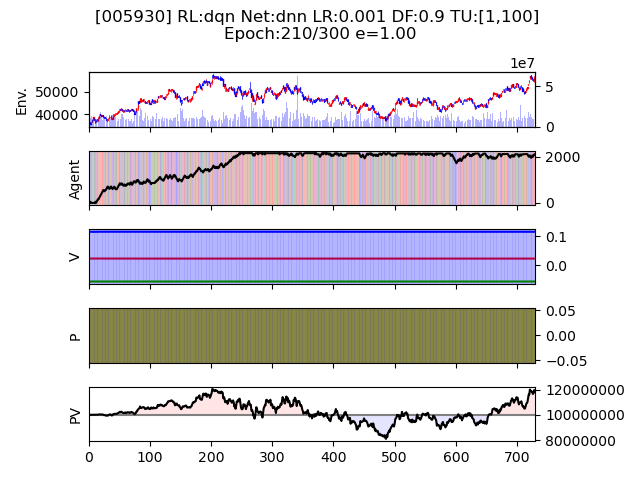 [005930] RL:dqn Net:dnn LR:0.001 DF:0.9 TU:[1,100]
Epoch:210/300 e=1.00
1e7
Env.
50000
40000
5
0
Agent
2000
0
V
0.1
0.0
P
0.05
0.00
−0.05
PV
120000000
100000000
80000000
0 100 200 300 400 500 600 700